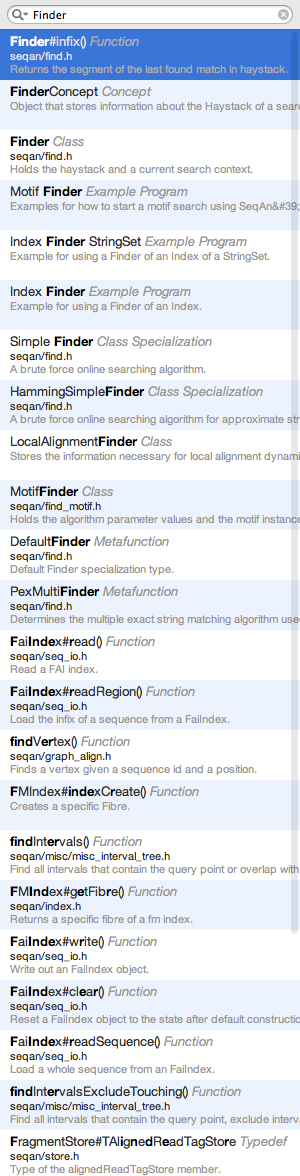 Finder
Finder#infix() Function
seqan/find.h
Returns the segment of the last found match in haystack.
FinderConcept Concept
Object that stores information about the Haystack of a sear
Finder Class
seqan/find.h
Holds the haystack and a current search context.
Motif Finder Example Program
Examples for how to start a motif search using SeqAn&#39;
Index Finder StringSet Example Program
Example for using a Finder of an Index of a StringSet.
Index Finder Example Program
Example for using a Finder of an Index.
Simple Finder Class Specialization
seqan/find.h
A brute force online searching algorithm.
HammingSimpleFinder Class Specialization
seqan/find.h
A brute force online searching algorithm for approximate str
LocalAlignmentFinder Class
Stores the information necessary for local alignment dynami
MotifFinder Class
seqan/find_motif.h
Holds the algorithm parameter values and the motif instance
DefaultFinder Metafunction
seqan/find.h
Default Finder specialization type.
PexMultiFinder Metafunction
seqan/find.h
Determines the multiple exact string matching algorithm use
FaiIndex#read() Function
seqan/seq_io.h
Read a FAI index.
FaiIndex#readRegion() Function
seqan/seq_io.h
Load the infix of a sequence from a FaiIndex.
findVertex() Function
seqan/graph_align.h
Finds a vertex given a sequence id and a position.
FMIndex#indexCreate() Function
Creates a specific Fibre.
findIntervals() Function
seqan/misc/misc_interval_tree.h
Find all intervals that contain the query point or overlap with
FMIndex#getFibre() Function
seqan/index.h
Returns a specific fibre of a fm index.
FaiIndex#write() Function
seqan/seq_io.h
Write out an FaiIndex object.
FaiIndex#clear() Function
seqan/seq_io.h
Reset a FaiIndex object to the state after default constructio
FaiIndex#readSequence() Function
seqan/seq_io.h
Load a whole sequence from an FaiIndex.
findIntervalsExcludeTouching() Function
seqan/misc/misc_interval_tree.h
Find all intervals that contain the query point, exclude interv
FragmentStore#TAlignedReadTagStore Typedef
seqan/store.h
Type of the alignedReadTagStore member.